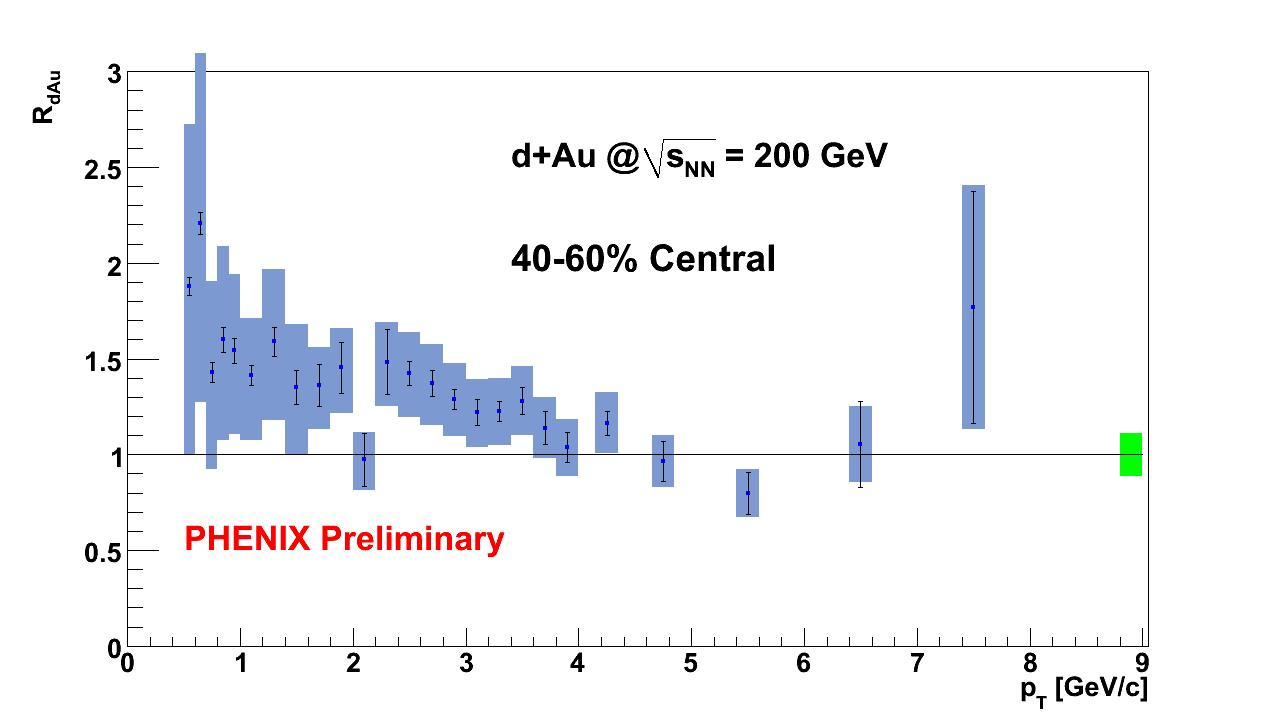 R_dAu
3
2.5
2
1.5
1
0.5
0
d+Au @ √s_NN = 200 GeV
40-60% Central
PHENIX Preliminary
0 1 2 3 4 5 6 7 8 9
p_T [GeV/c]